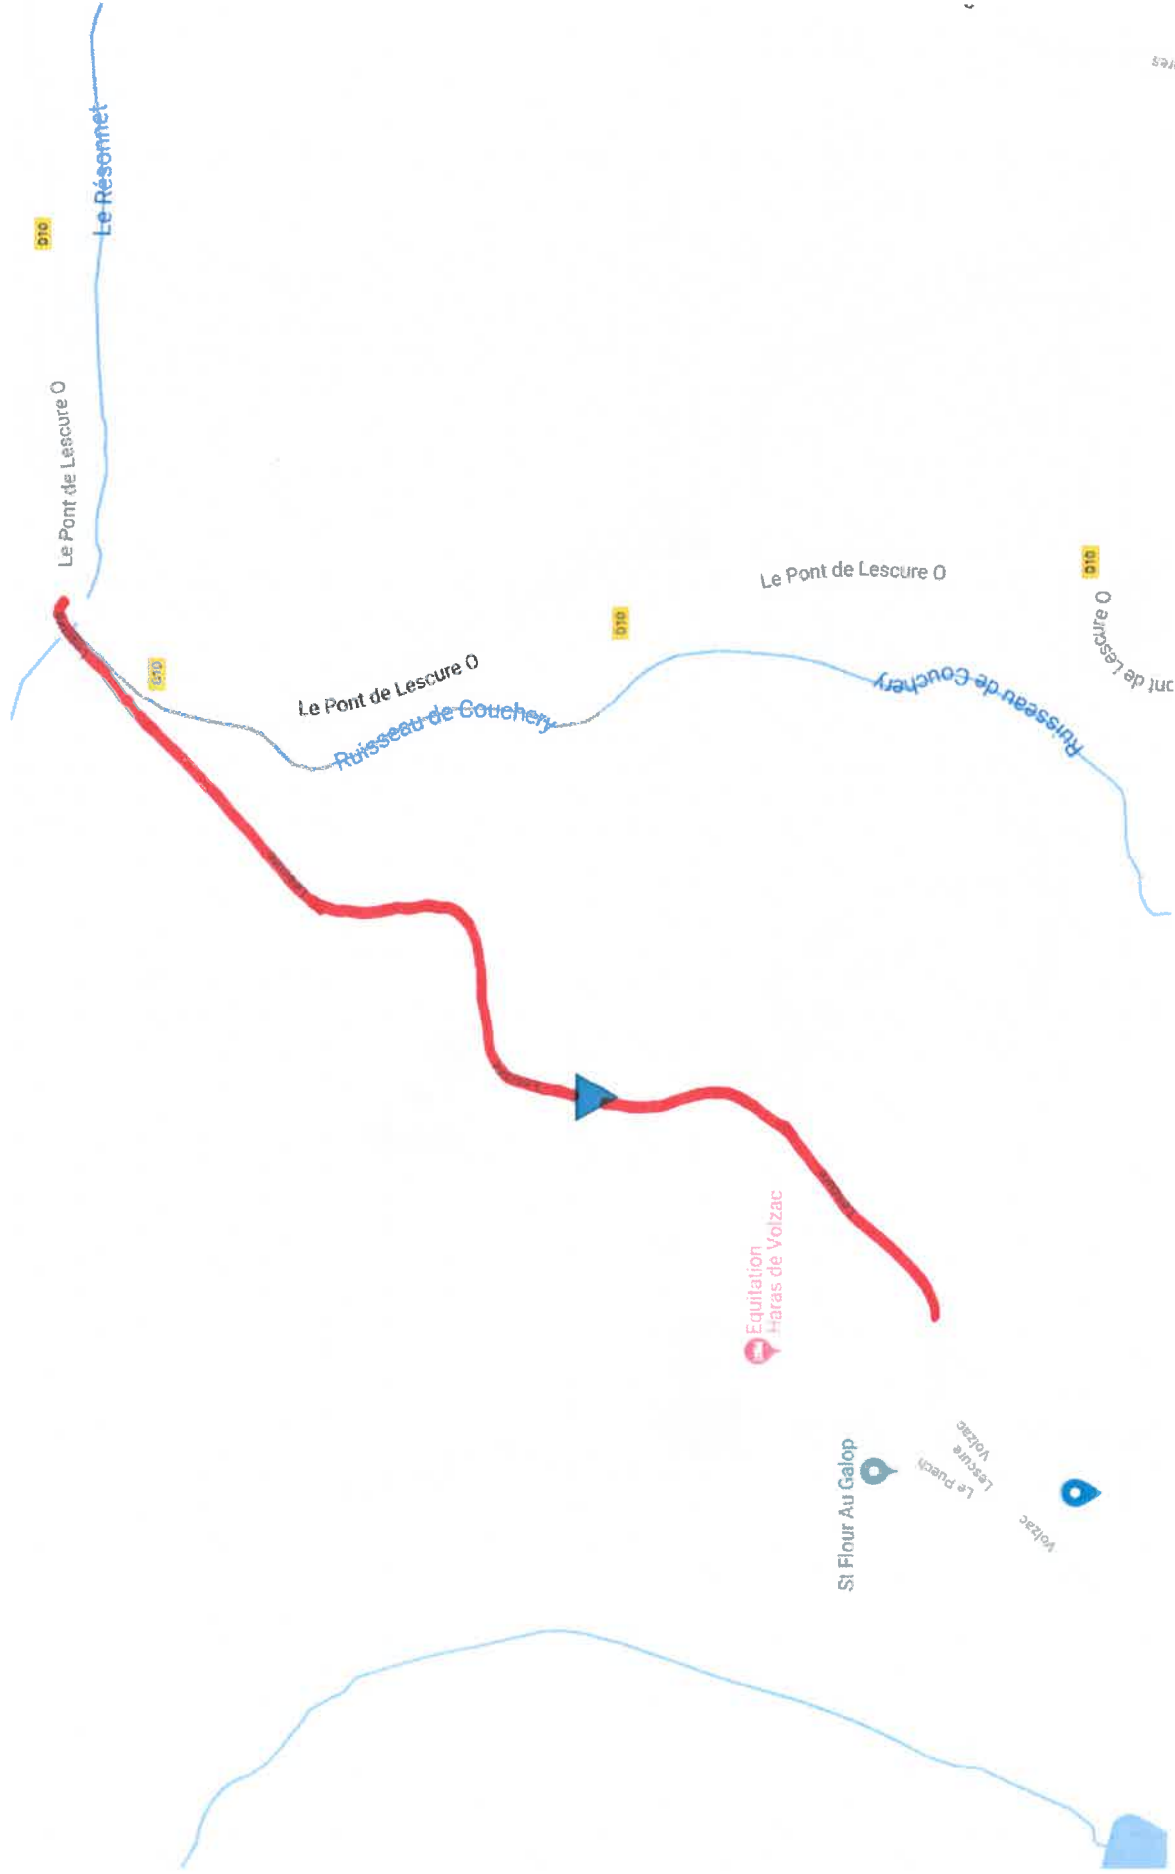 D10
Le Résonnet
Le Pont de Lescure O
D10
Le Pont de Lescure O
Ruisseau de Couchery
D10
Le Pont de Lescure O
Ruisseau de Couchery
D10
ont de Lescure O
Equitation
Haras de Volzac
St Flour Au Galop
Le Puech
Lescure
Volzac
Volzac